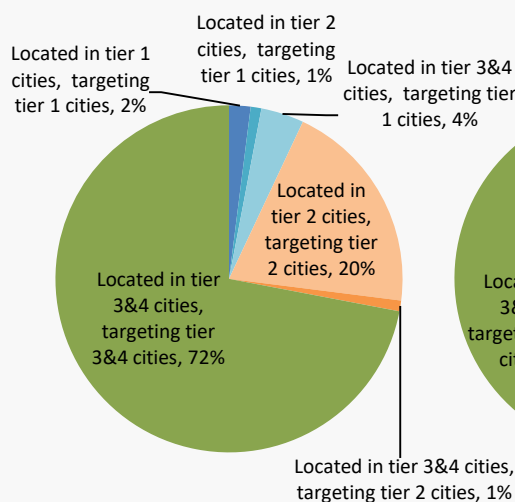 Located in tier 1
cities,  targeting
tier 1 cities, 2%
Located in tier 2
cities,  targeting
tier 1 cities, 1%
Located in tier 3&4
cities,  targeting tier
1 cities, 4%
Located in
tier 2 cities,
targeting tier
2 cities, 20%
Located in tier
3&4 cities,
targeting tier
3&4 cities, 72%
Located in tier 3&4 cities,
targeting tier 2 cities, 1%